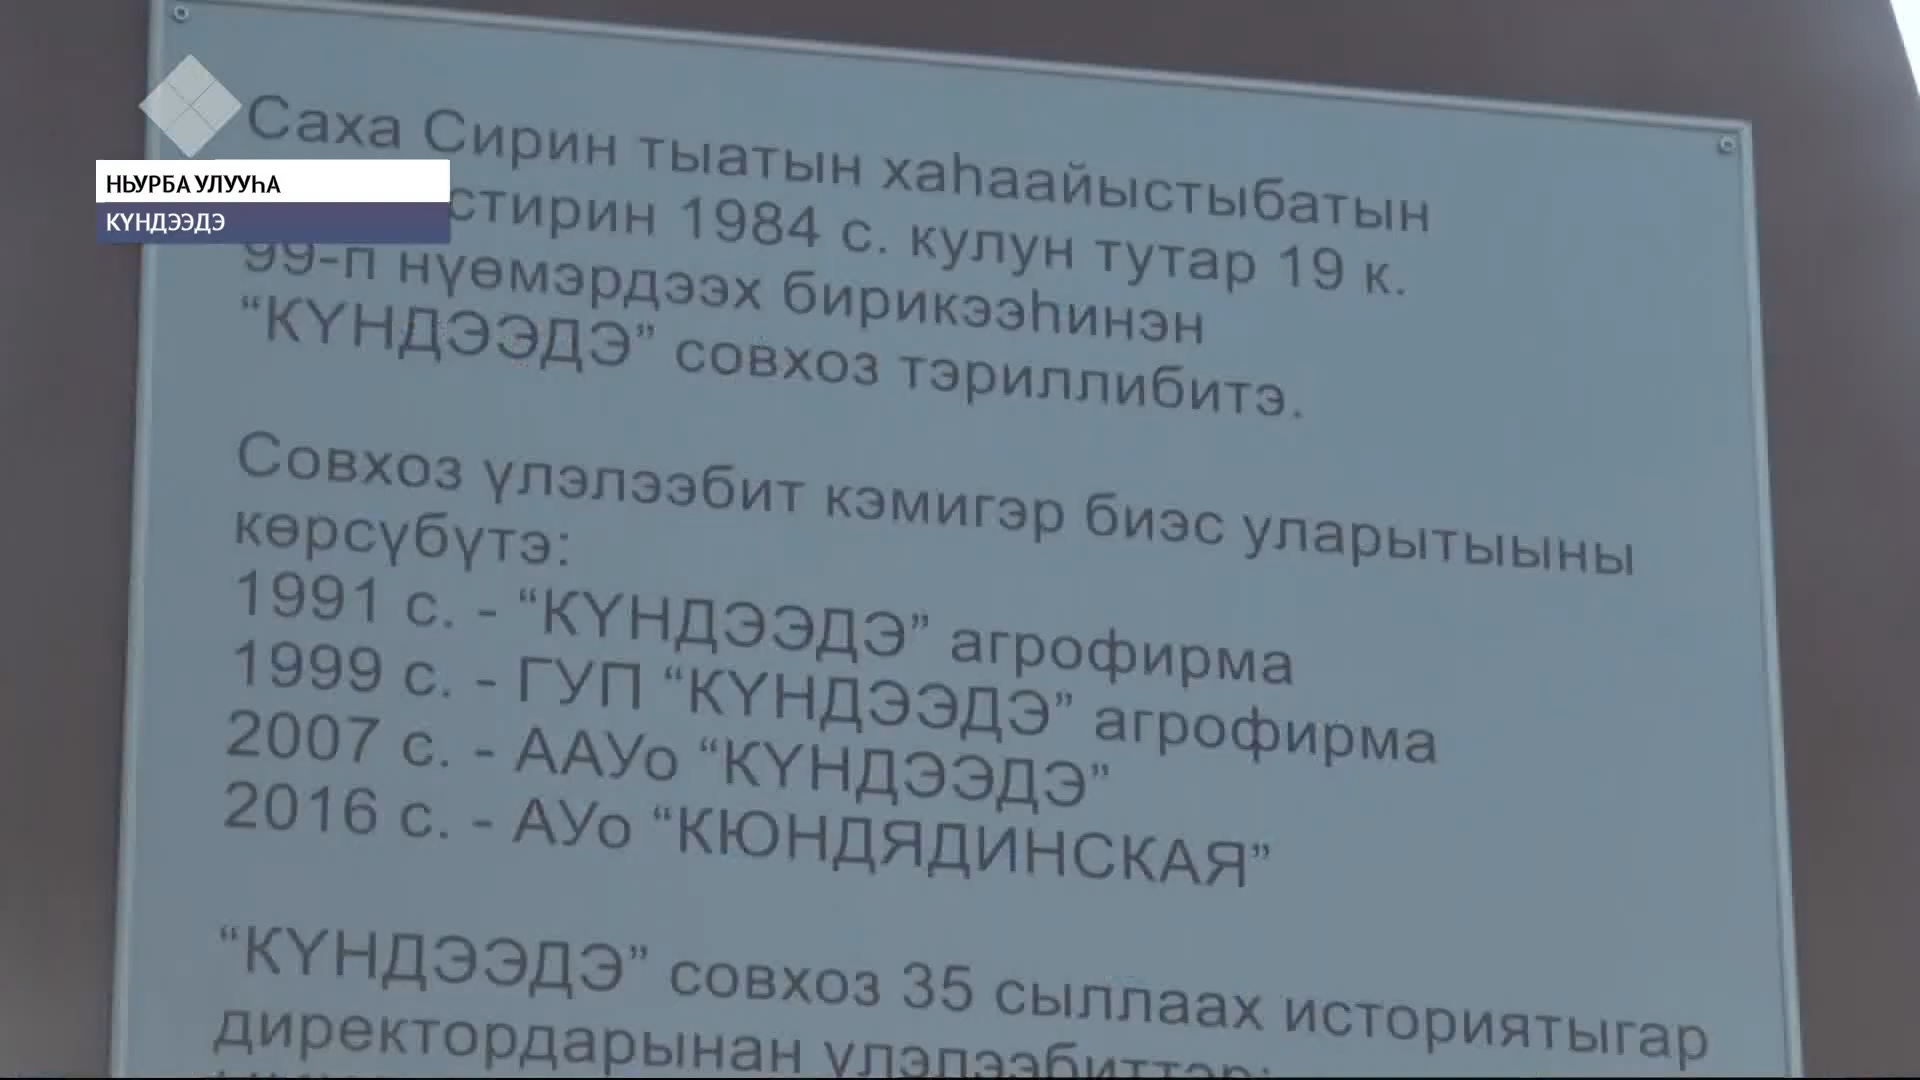 НЬУРБА УЛУУҺА
КҮНДЭЭДЭ
Саха Сирин тыатын хаһаайыстыбатын
стирин 1984 с. кулун тутар 19 к.
99-п нүөмэрдээх бирикээһинэн
“КҮНДЭЭДЭ” совхоз тэриллибитэ.
Совхоз үлэлээбит кэмигэр биэс уларытыыны
көрсүбүтэ:
1991 с. - “КҮНДЭЭДЭ” агрофирма
1999 с. - ГУП “КҮНДЭЭДЭ” агрофирма
2007 с. - ААУо “КҮНДЭЭДЭ”
2016 с. - АУо “КЮНДЯДИНСКАЯ”
“КҮНДЭЭДЭ” совхоз 35 сыллаах историятыгар
директордарынан үлэлээбиттэр: